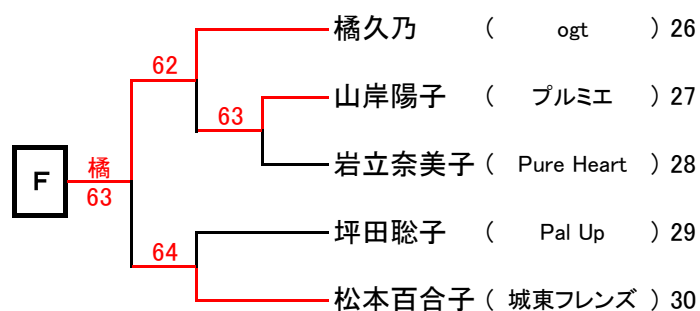 橘久乃 ( ogt ) 26
62
山岸陽子 ( プルミエ ) 27
63
岩立奈美子 ( Pure Heart ) 28
橘
F
63
坪田聡子 ( Pal Up ) 29
64
松本百合子 ( 城東フレンズ ) 30